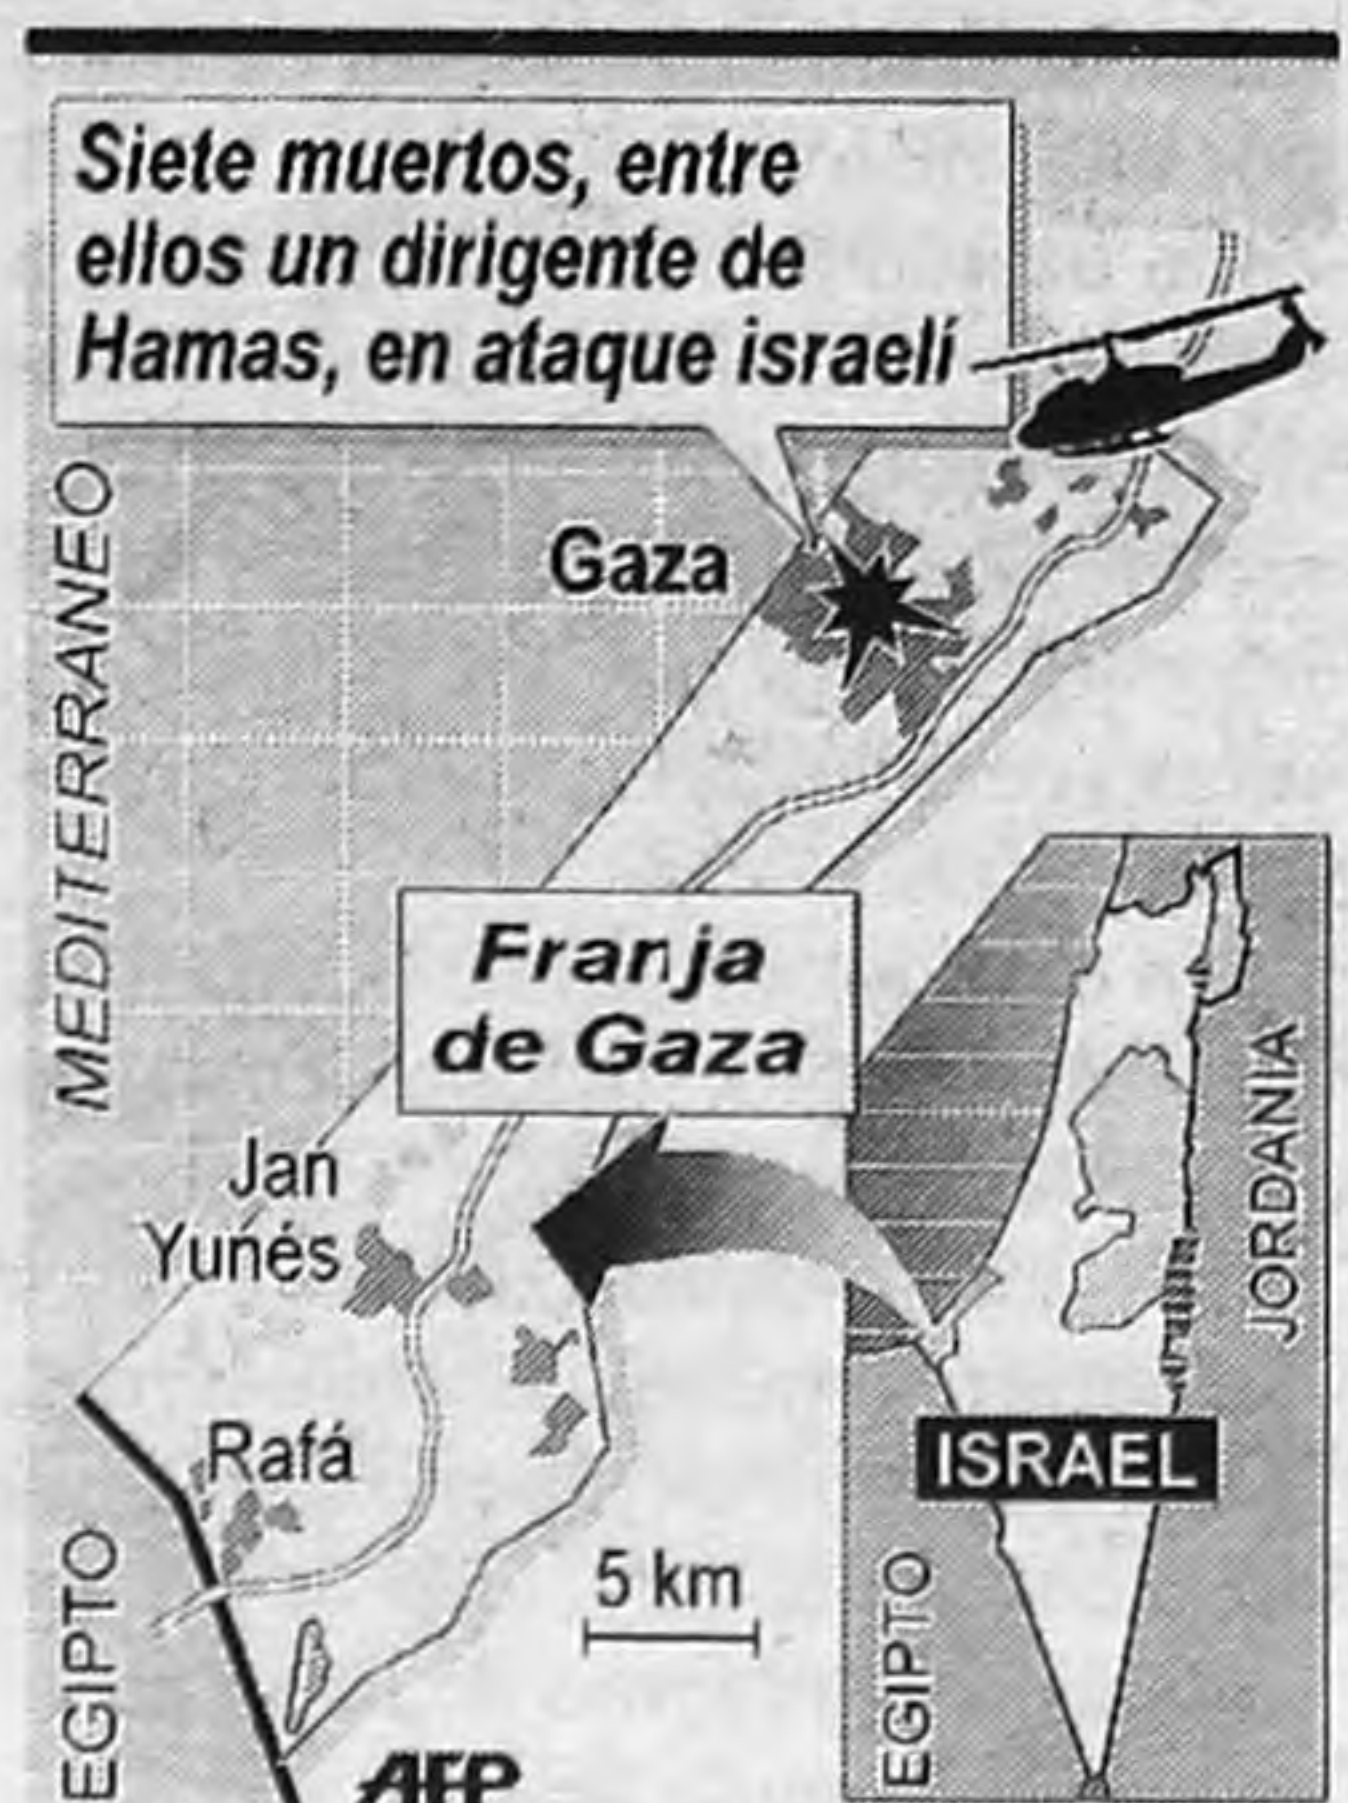 Siete muertos, entre
ellos un dirigente de
Hamas, en ataque israelí
MEDITERRANEO
Gaza
Franja
de Gaza
Jan
Yunés
Rafá
EGIPTO
5 km
AFP
JORDANIA
ISRAEL
EGIPTO